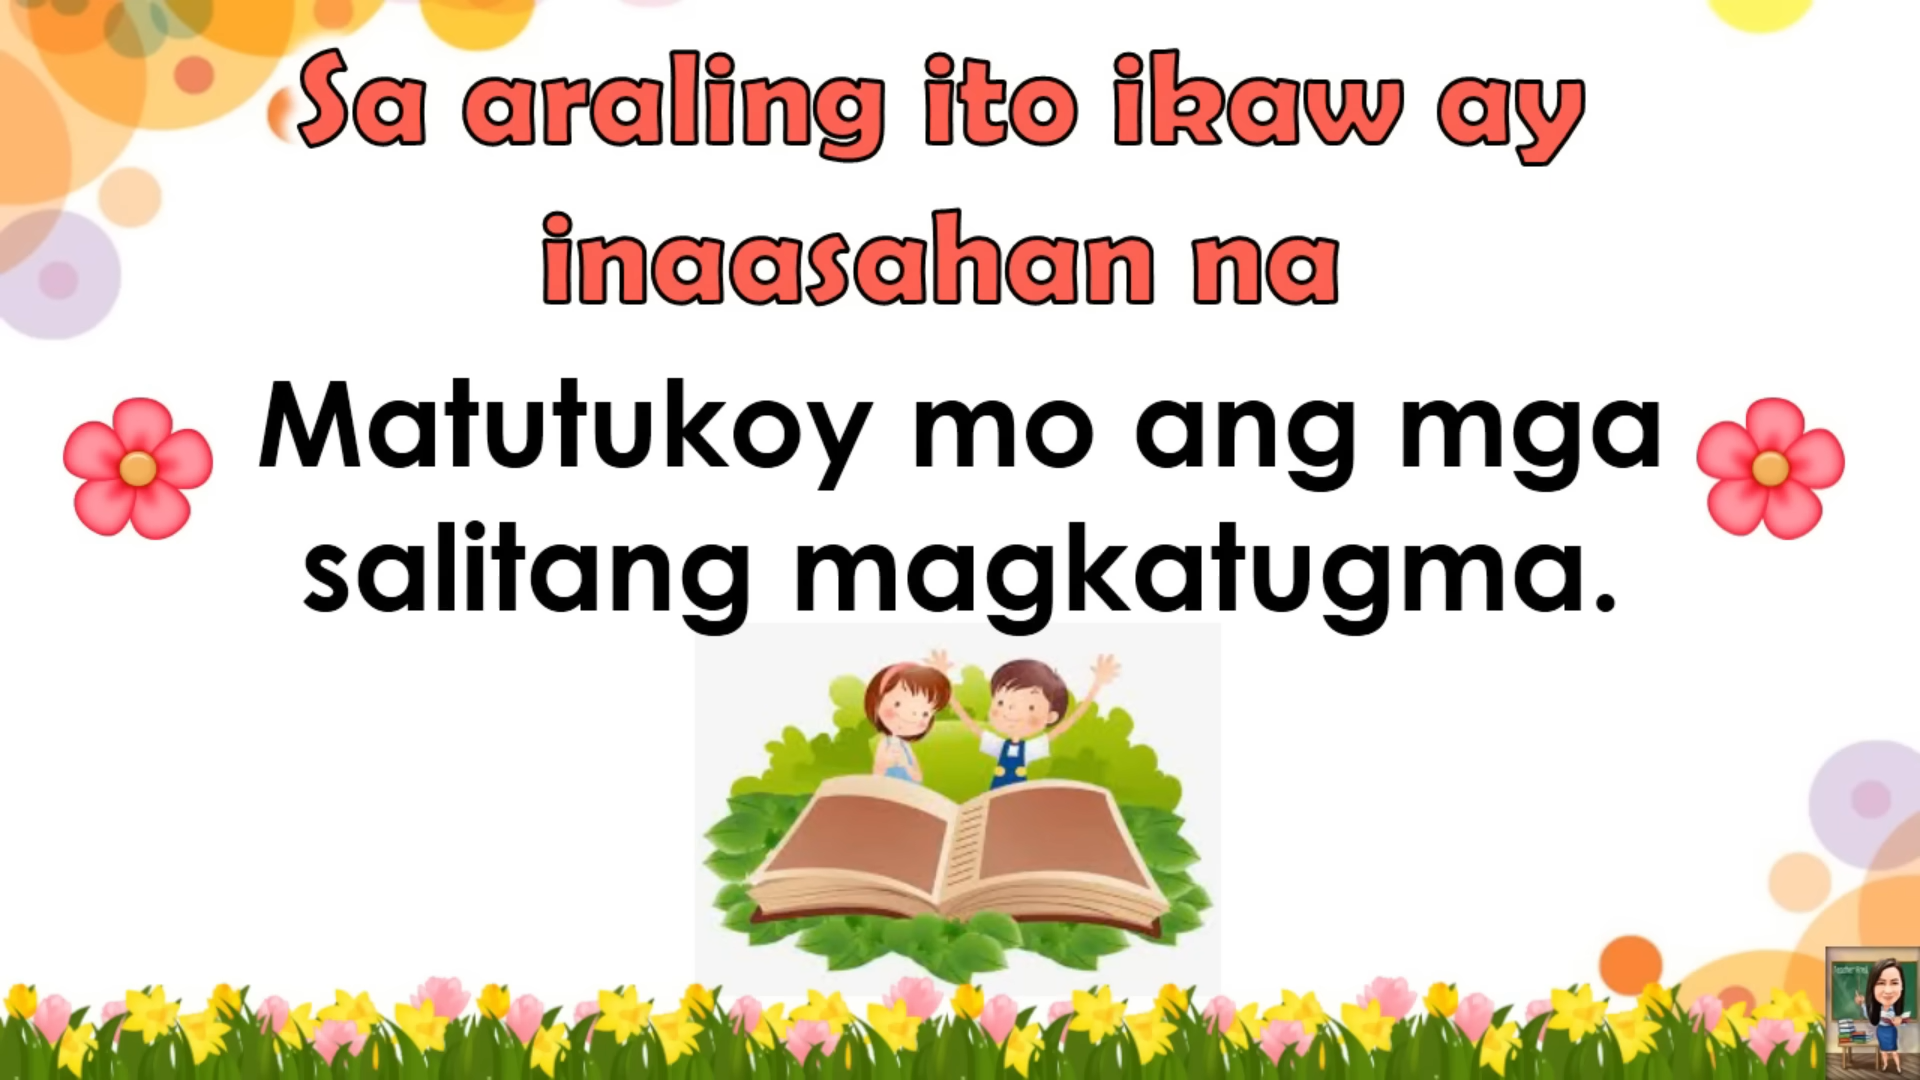 Sa araling ito ikaw ay
inaasahan na
Matutukoy mo ang mga
salitang magkatugma.